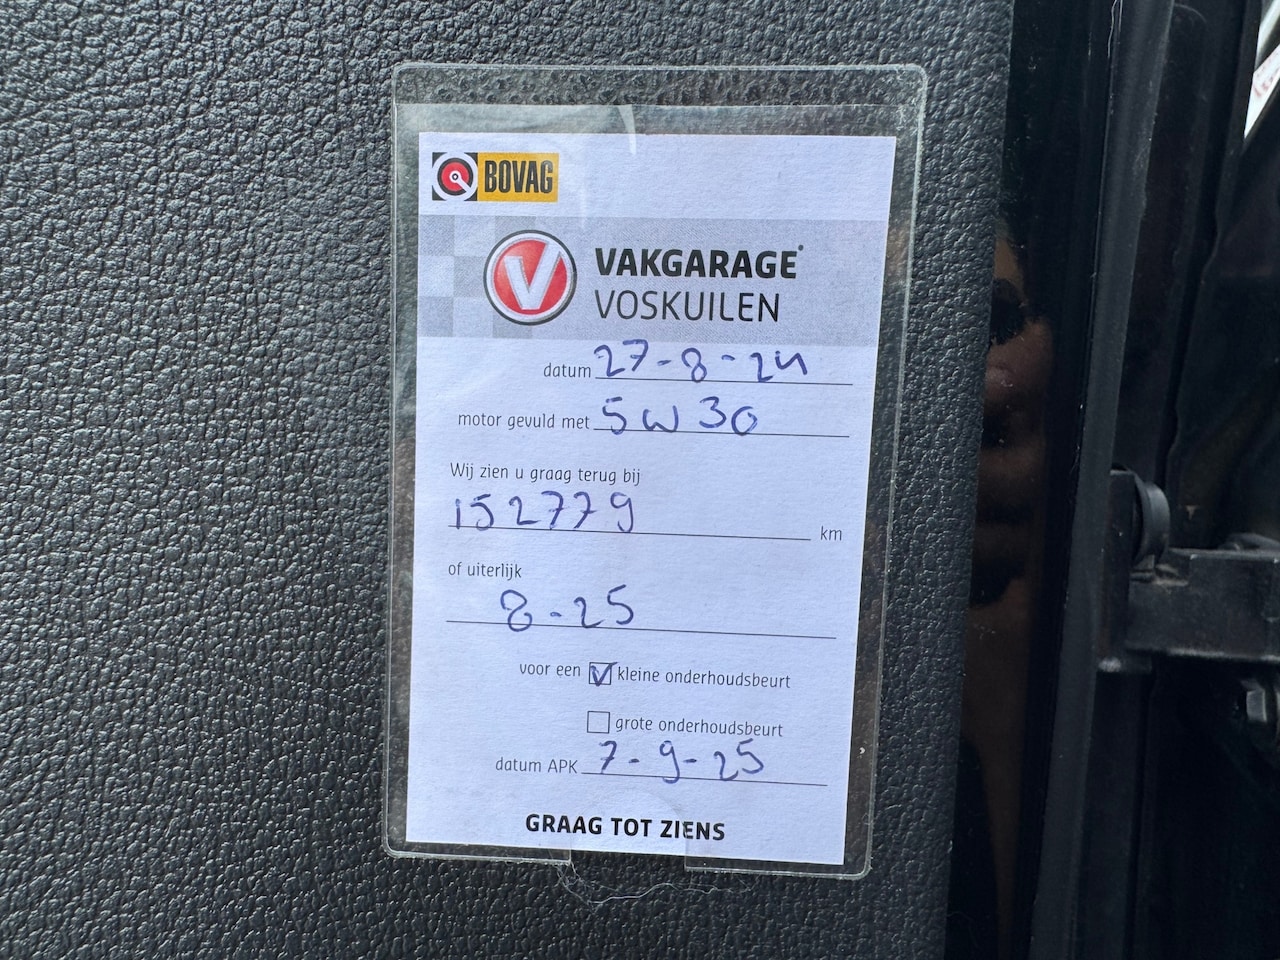 BOVAG
VAKGARAGE
VOSKUILEN
datum 27-8-24
motor gevuld met 5W30
Wij zien u graag terug bij
152779 km
of uiterlijk
8-25
voor een kleine onderhoudsbeurt
grote onderhoudsbeurt
datum APK 7-9-25
GRAAG TOT ZIENS